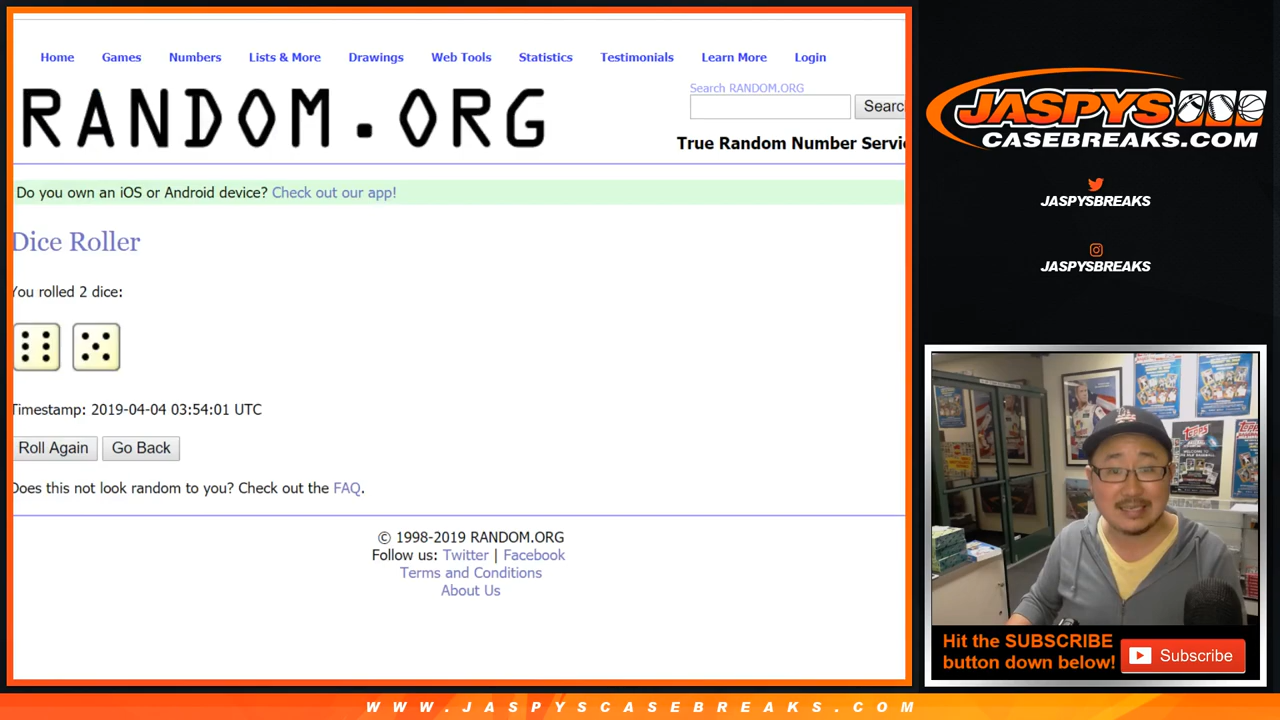 Home Games Numbers Lists & More Drawings Web Tools Statistics Testimonials Learn More Login
RANDOM.ORG
Search RANDOM.ORG
Searc
True Random Number Servi
Do you own an iOS or Android device? Check out our app!
Dice Roller
You rolled 2 dice:
Timestamp: 2019-04-04 03:54:01 UTC
Roll Again Go Back
Does this not look random to you? Check out the FAQ.
© 1998-2019 RANDOM.ORG
Follow us: Twitter | Facebook
Terms and Conditions
About Us
JASPYS
CASEBREAKS.COM
JASPYSBREAKS
JASPYSBREAKS
topps
Hit the SUBSCRIBE
button down below!
Subscribe
WWW.JASPYSCASEBREAKS.COM